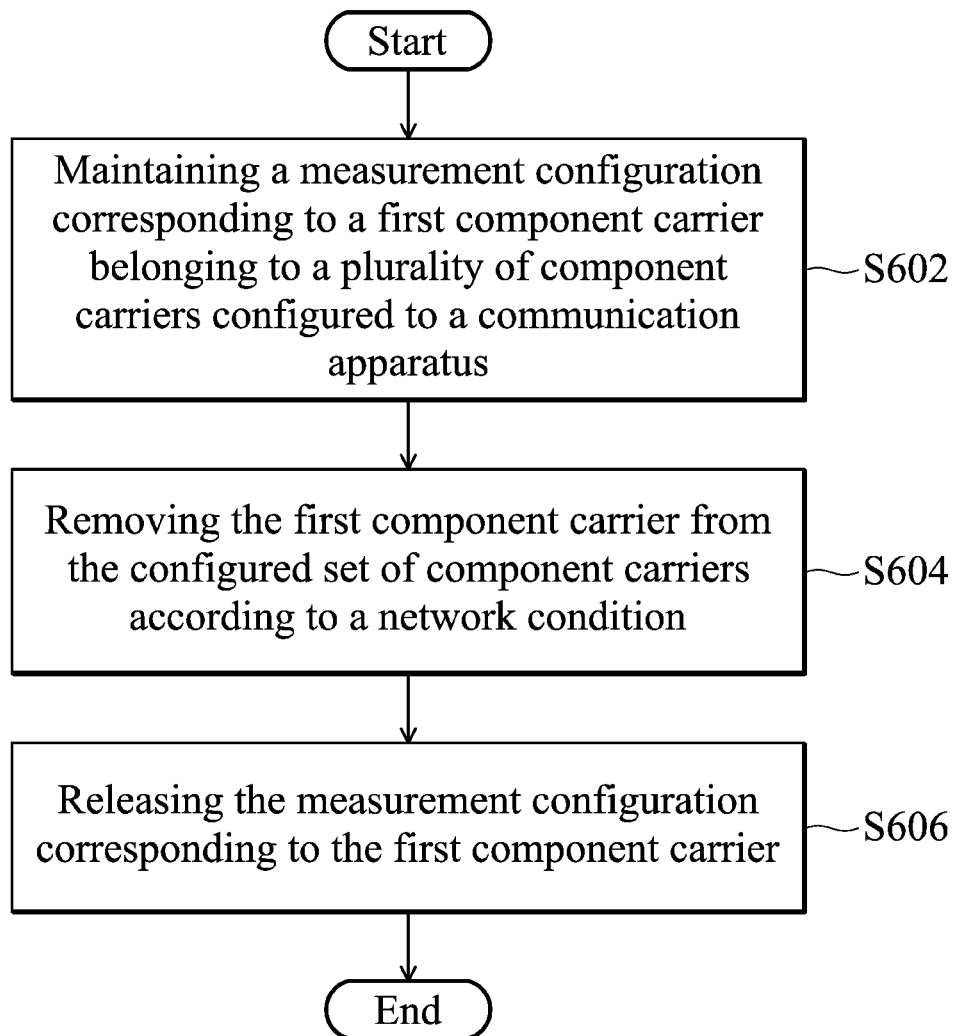 Start
Maintaining a measurement configuration
corresponding to a first component carrier
belonging to a plurality of component
carriers configured to a communication
apparatus
S602
Removing the first component carrier from
the configured set of component carriers
according to a network condition
S604
Releasing the measurement configuration
corresponding to the first component carrier
S606
End